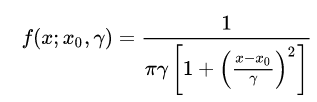 f(x; x₀, γ) = 1 / (πγ [1 + ((x−x₀)/γ)²])